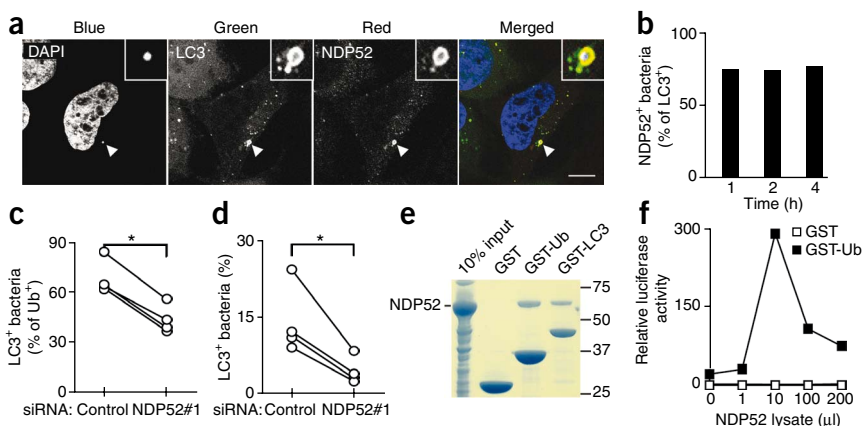 a
Blue
Green
Red
Merged
DAPI
LC3
NDP52
b
NDP52⁺ bacteria
(% of LC3⁺)
100
50
0
1 2 4
Time (h)
c
LC3⁺ bacteria
(% of Ub⁺)
90
60
30
0
siRNA: Control NDP52#1
d
LC3⁺ bacteria (%)
30
15
0
siRNA: Control NDP52#1
*
*
e
10% input
GST
GST-Ub
GST-LC3
NDP52
75
50
37
25
f
Relative luciferase
activity
300
150
0
GST
GST-Ub
0 1 10 100 200
NDP52 lysate (μl)